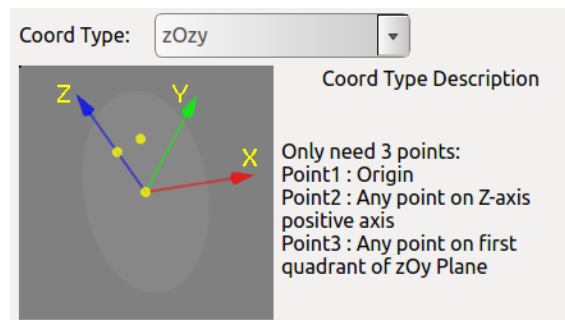 Coord Type:
zOzy
Coord Type Description
Z
Y
X
Only need 3 points:
Point1 : Origin
Point2 : Any point on Z-axis
positive axis
Point3 : Any point on first
quadrant of zOy Plane